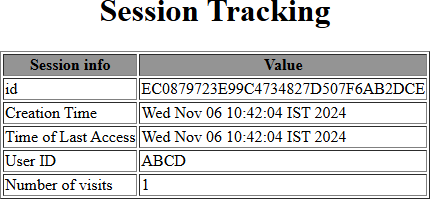 Session Tracking
Session info Value
id EC0879723E99C4734827D507F6AB2DCE
Creation Time Wed Nov 06 10:42:04 IST 2024
Time of Last Access Wed Nov 06 10:42:04 IST 2024
User ID ABCD
Number of visits 1